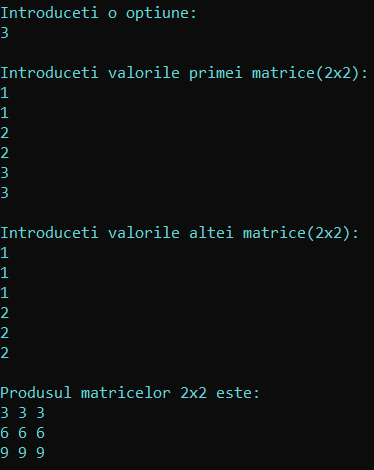 Introduceti o optiune:
3
Introduceti valorile primei matrice(2x2):
1
1
2
2
3
3
Introduceti valorile altei matrice(2x2):
1
1
1
2
2
2
Produsul matricelor 2x2 este:
3 3 3
6 6 6
9 9 9